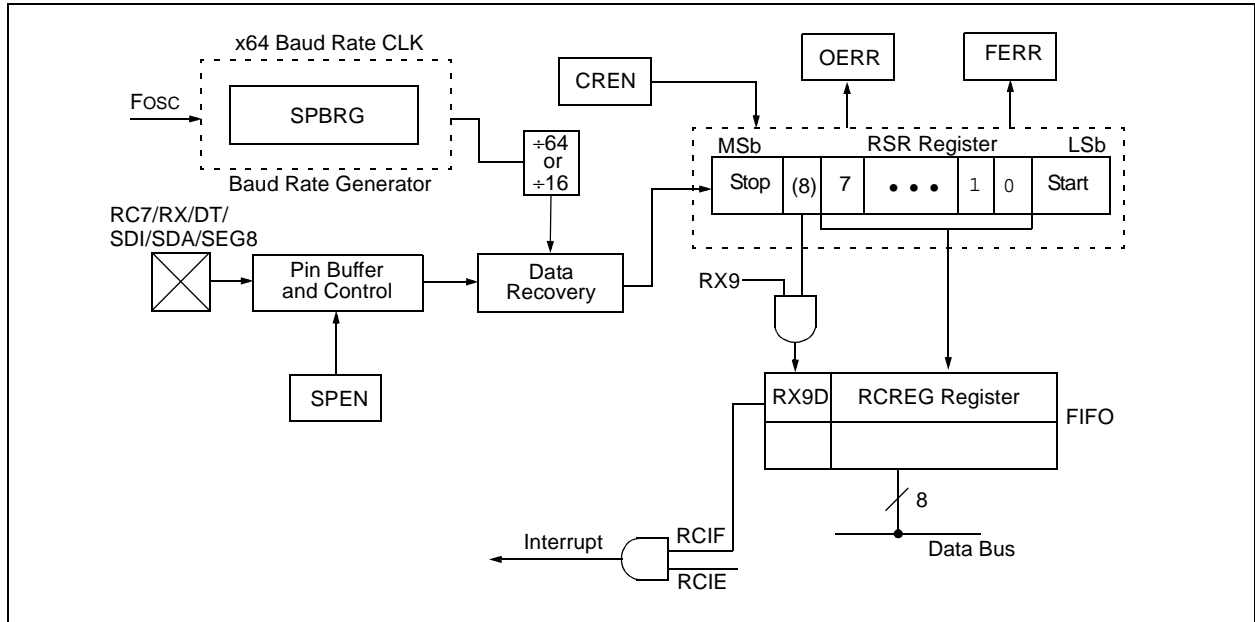 x64 Baud Rate CLK
FOSC
SPBRG
Baud Rate Generator
÷64
or
÷16
CREN
OERR
FERR
MSb
RSR Register
LSb
Stop
(8)
7
• • •
1
0
Start
RC7/RX/DT/
SDI/SDA/SEG8
Pin Buffer
and Control
Data
Recovery
RX9
SPEN
RX9D
RCREG Register
FIFO
8
Data Bus
Interrupt
RCIF
RCIE